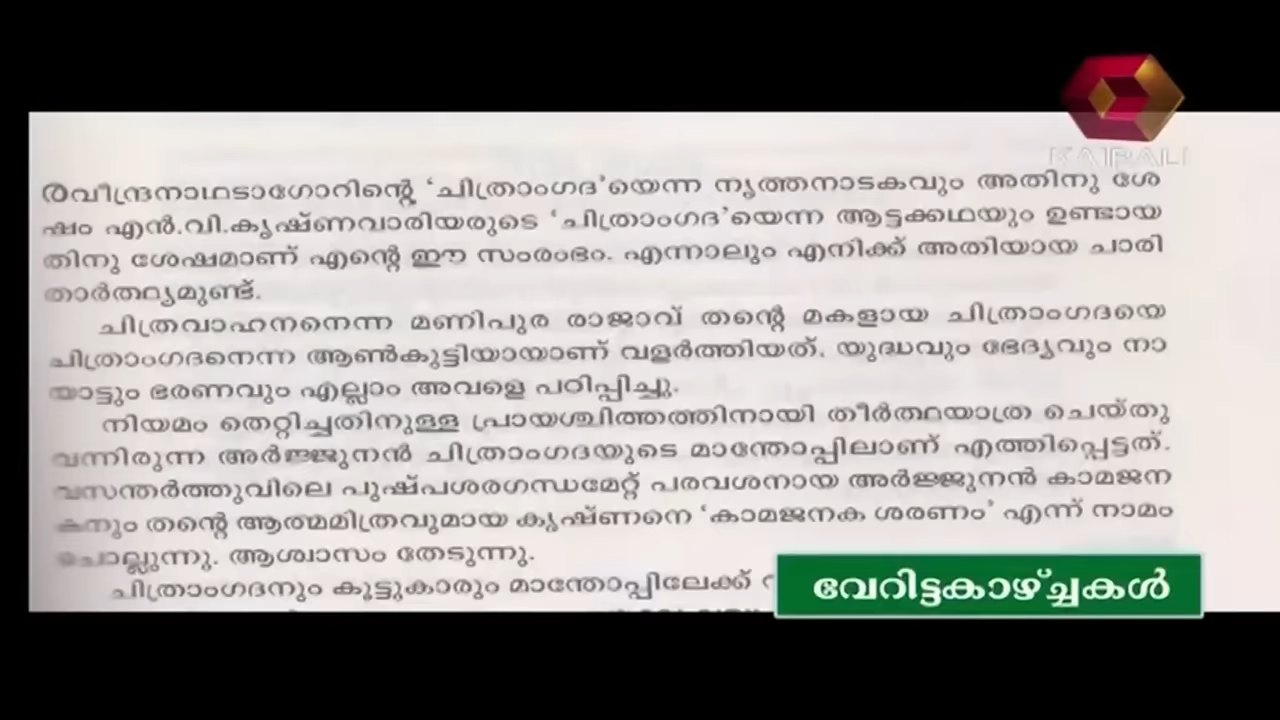 KAIRALI
രവീന്ദ്രനാഥടാഗോറിന്റെ ‘ചിത്രാംഗദ’യെന്ന നൃത്തനാടകവും അതിനു ശേ
ഷം എൻ.വി.കൃഷ്ണവാരിയരുടെ ‘ചിത്രാംഗദ’യെന്ന ആട്ടക്കഥയും ഉണ്ടായ
തിനു ശേഷമാണ് എന്റെ ഈ സംരംഭം. എന്നാലും എനിക്ക് അതിയായ ചാരി
താർത്ഥ്യമുണ്ട്.
ചിത്രവാഹനനെന്ന മണിപുര രാജാവ് തന്റെ മകളായ ചിത്രാംഗദയെ
ചിത്രാംഗദനെന്ന ആൺകുട്ടിയായാണ് വളർത്തിയത്. യുദ്ധവും ഭേദ്യവും നാ
യാട്ടും ഭരണവും എല്ലാം അവളെ പഠിപ്പിച്ചു.
നിയമം തെറ്റിച്ചതിനുള്ള പ്രായശ്ചിത്തത്തിനായി തീർത്ഥയാത്ര ചെയ്തു
വന്നിരുന്ന അർജ്ജുനൻ ചിത്രാംഗദയുടെ മാന്തോപ്പിലാണ് എത്തിപ്പെട്ടത്.
വസന്തർത്തുവിലെ പുഷ്പശരഗന്ധമേറ്റ് പരവശനായ അർജ്ജുനൻ കാമജന
കനും തന്റെ ആത്മമിത്രവുമായ കൃഷ്ണനെ ‘കാമജനക ശരണം’ എന്ന് നാമം
ചൊല്ലുന്നു. ആശ്വാസം തേടുന്നു.
ചിത്രാംഗദനും കൂട്ടുകാരും മാന്തോപ്പിലേക്ക്
വേറിട്ടകാഴ്ച്ചകൾ